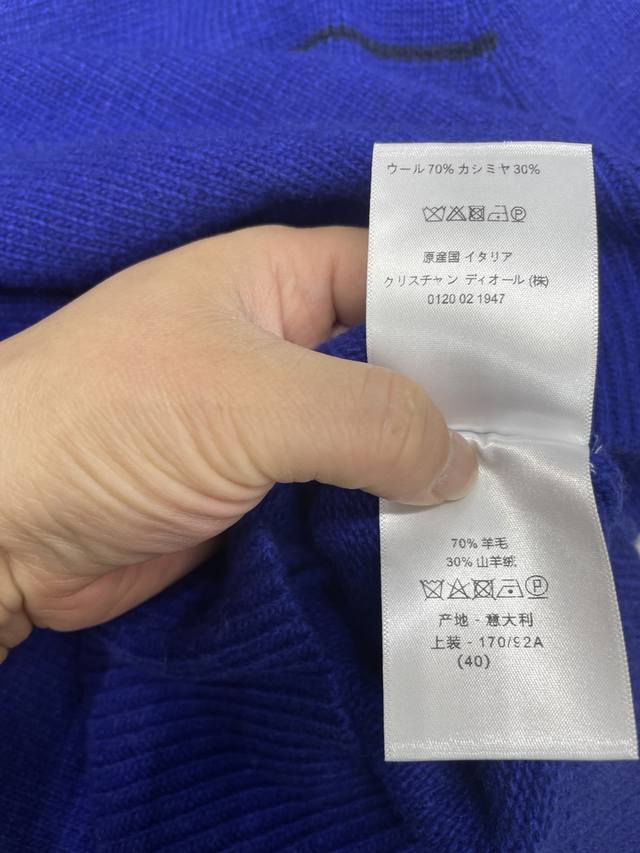 ウール 70% カシミヤ 30%
原産国 イタリア
クリスチャン ディオール (株)
0120 02 1947
70% 羊毛
30% 山羊绒
P
产地 - 意大利
上装 - 170/92A
(40)